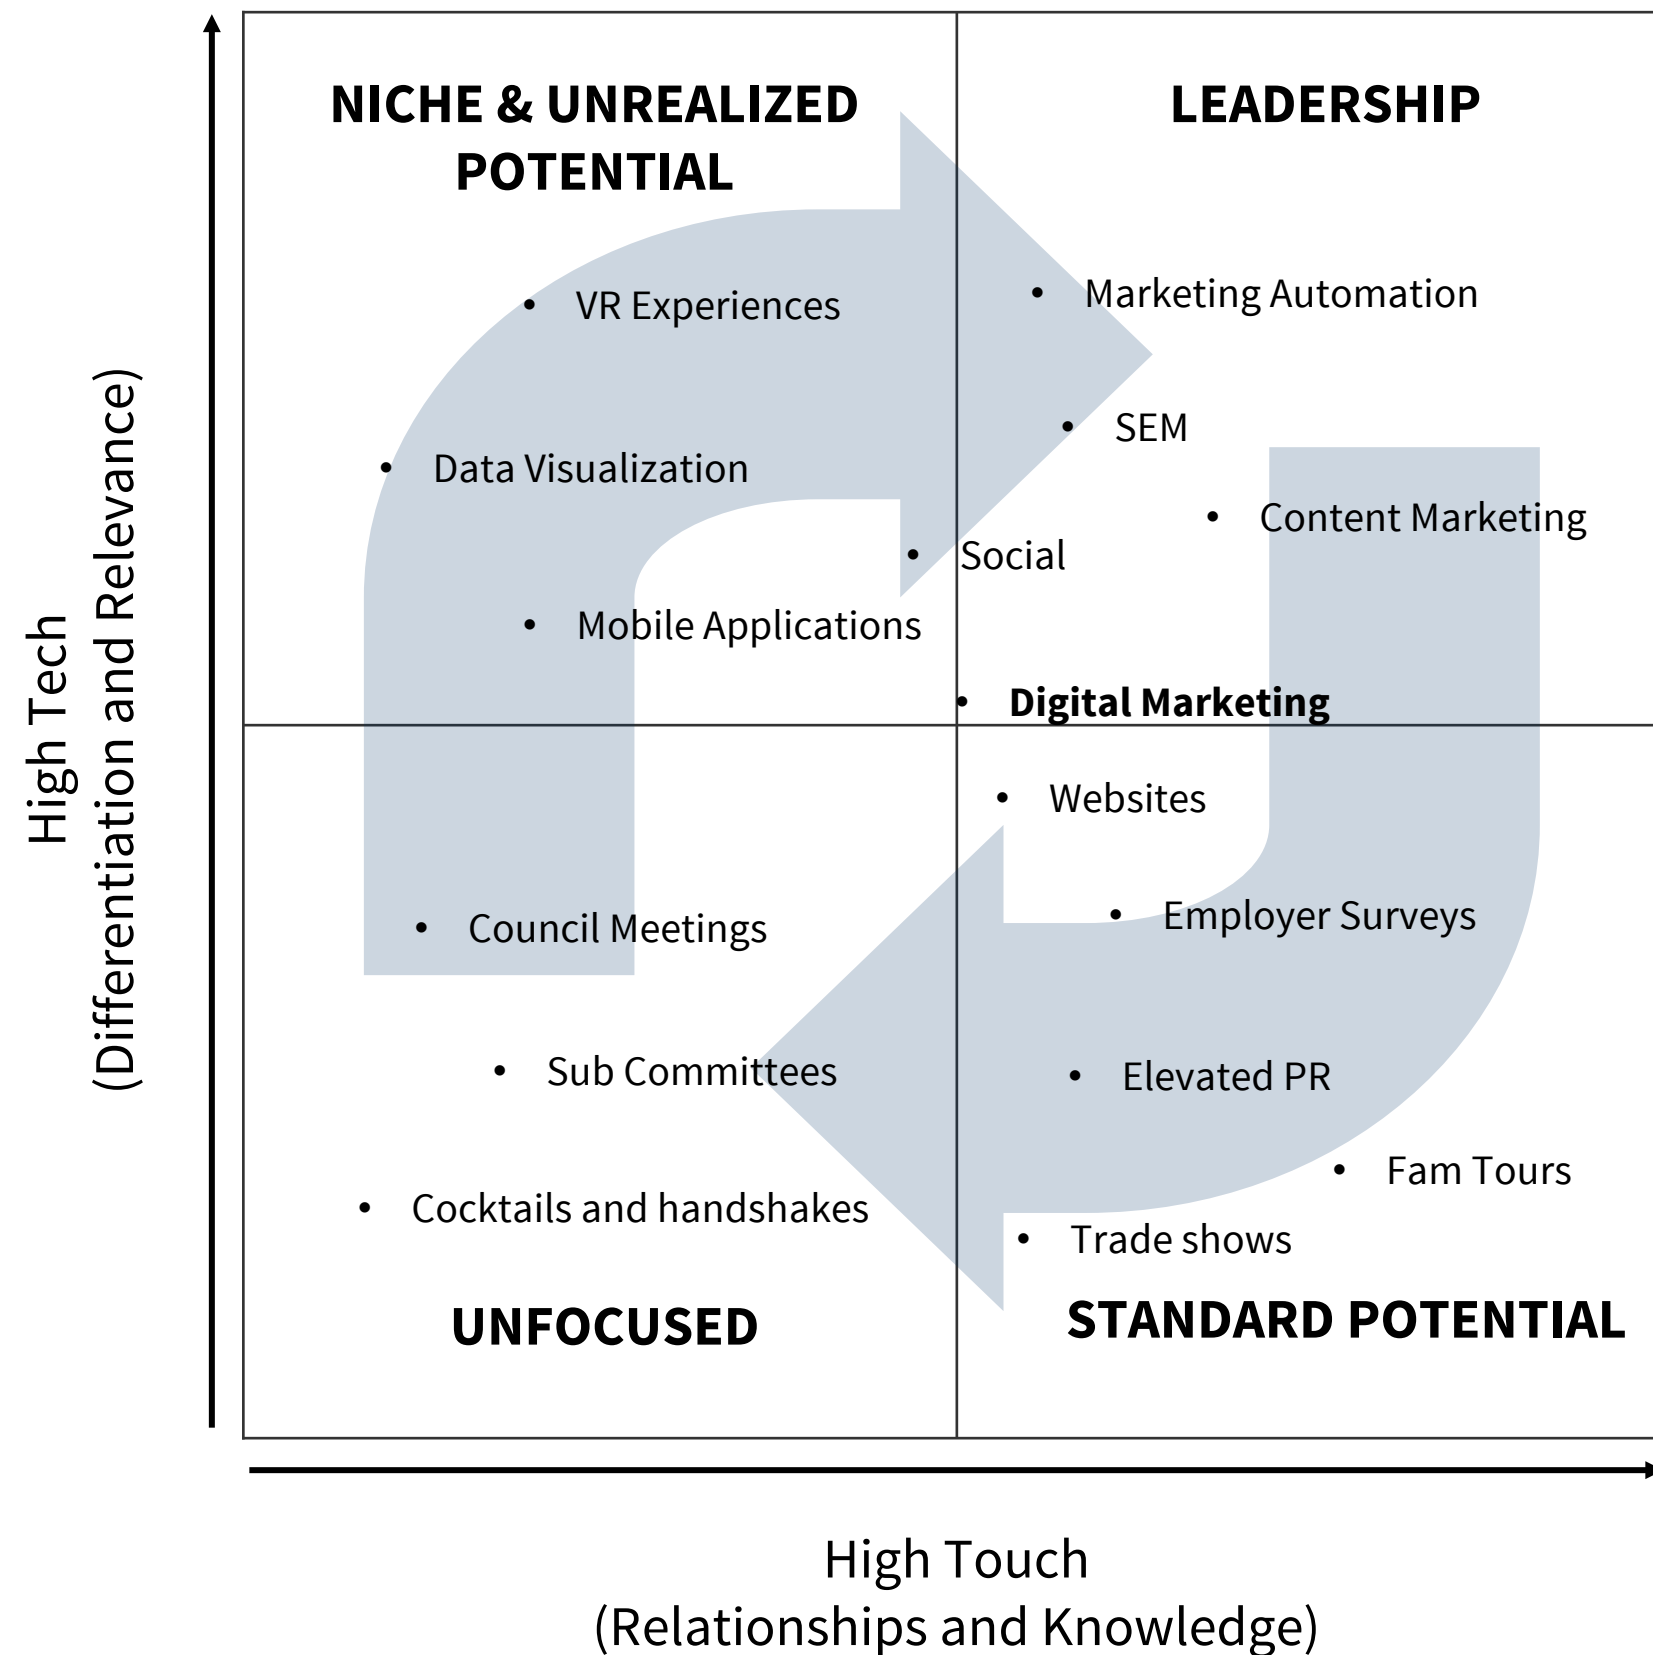 NICHE & UNREALIZED
POTENTIAL
LEADERSHIP
• VR Experiences
• Marketing Automation
• SEM
• Data Visualization
• Content Marketing
• Social
• Mobile Applications
• Digital Marketing
High Tech
(Differentiation and Relevance)
• Websites
• Employer Surveys
• Council Meetings
• Sub Committees
• Elevated PR
• Fam Tours
• Cocktails and handshakes
• Trade shows
UNFOCUSED
STANDARD POTENTIAL
High Touch
(Relationships and Knowledge)